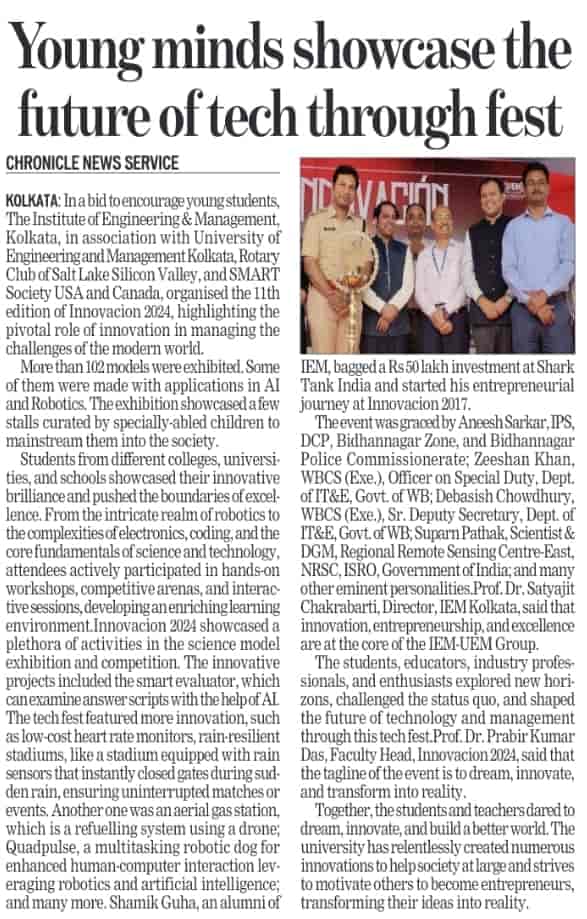 Young minds showcase the
future of tech through fest
CHRONICLE NEWS SERVICE
KOLKATA: In a bid to encourage young students,
The Institute of Engineering & Management,
Kolkata, in association with University of
Engineering and Management Kolkata, Rotary
Club of Salt Lake Silicon Valley, and SMART
Society USA and Canada, organised the 11th
edition of Innovacion 2024, highlighting the
pivotal role of innovation in managing the
challenges of the modern world.
More than 102 models were exhibited. Some
of them were made with applications in AI
and Robotics. The exhibition showcased a few
stalls curated by specially-abled children to
mainstream them into the society.
Students from different colleges, universi-
ties, and schools showcased their innovative
brilliance and pushed the boundaries of excel-
lence. From the intricate realm of robotics to
the complexities of electronics, coding, and the
core fundamentals of science and technology,
attendees actively participated in hands-on
workshops, competitive arenas, and interac-
tive sessions, developing an enriching learning
environment.Innovacion 2024 showcased a
plethora of activities in the science model
exhibition and competition. The innovative
projects included the smart evaluator, which
can examine answer scripts with the help of AI.
The tech fest featured more innovation, such
as low-cost heart rate monitors, rain-resilient
stadiums, like a stadium equipped with rain
sensors that instantly closed gates during sud-
den rain, ensuring uninterrupted matches or
events. Another one was an aerial gas station,
which is a refuelling system using a drone;
Quadpulse, a multitasking robotic dog for
enhanced human-computer interaction lev-
eraging robotics and artificial intelligence;
and many more. Shamik Guha, an alumni of
INNOVACIÓN
IEM, bagged a Rs 50 lakh investment at Shark
Tank India and started his entrepreneurial
journey at Innovacion 2017.
The event was graced by Aneesh Sarkar, IPS,
DCP, Bidhannagar Zone, and Bidhannagar
Police Commissionerate; Zeeshan Khan,
WBCS (Exe.), Officer on Special Duty, Dept.
of IT&E, Govt. of WB; Debasish Chowdhury,
WBCS (Exe.), Sr. Deputy Secretary, Dept. of
IT&E, Govt. of WB; Suparn Pathak, Scientist &
DGM, Regional Remote Sensing Centre-East,
NRSC, ISRO, Government of India; and many
other eminent personalities.Prof. Dr. Satyajit
Chakrabarti, Director, IEM Kolkata, said that
innovation, entrepreneurship, and excellence
are at the core of the IEM-UEM Group.
The students, educators, industry profes-
sionals, and enthusiasts explored new hori-
zons, challenged the status quo, and shaped
the future of technology and management
through this tech fest.Prof. Dr. Prabir Kumar
Das, Faculty Head, Innovacion 2024, said that
the tagline of the event is to dream, innovate,
and transform into reality.
Together, the students and teachers dared to
dream, innovate, and build a better world. The
university has relentlessly created numerous
innovations to help society at large and strives
to motivate others to become entrepreneurs,
transforming their ideas into reality.